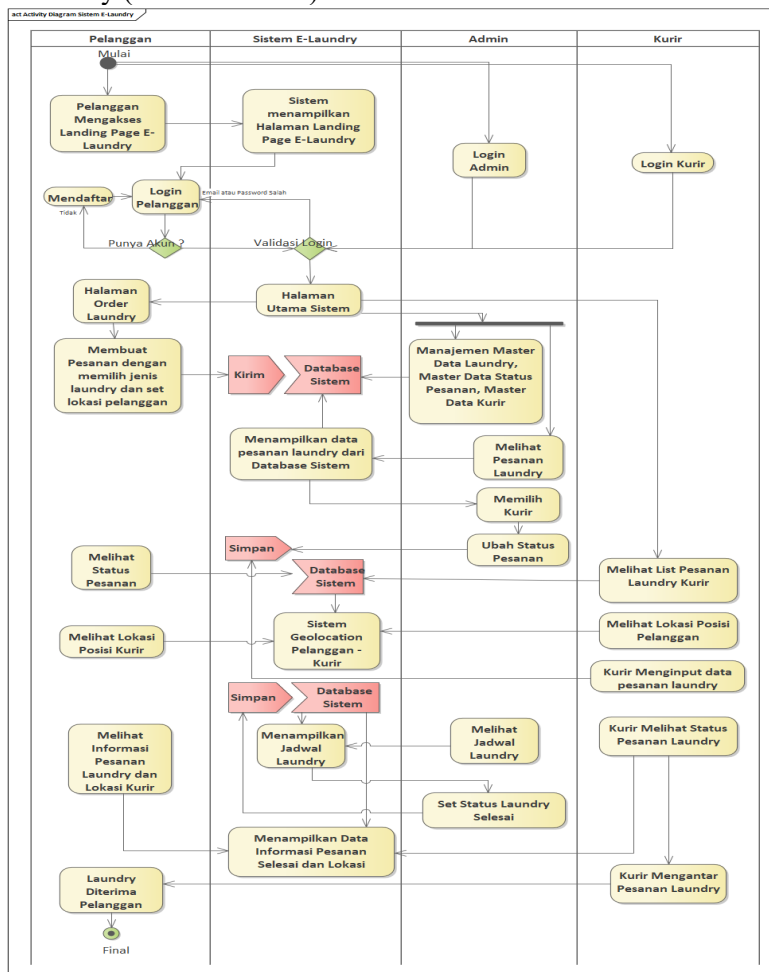 act Activity Diagram Sistem E-Laundry
Pelanggan
Sistem E-Laundry
Admin
Kurir
Mulai
Pelanggan
Mengakses
Landing Page E-
Laundry
Sistem
menampilkan
Halaman Landing
Page E-Laundry
Login
Admin
Login Kurir
Mendaftar
Login
Pelanggan
Email atau Password Salah
Tidak
Punya Akun ?
Validasi Login
Halaman
Order
Laundry
Halaman
Utama Sistem
Membuat
Pesanan dengan
memilih jenis
laundry dan set
lokasi pelanggan
Kirim
Database
Sistem
Manajemen Master
Data Laundry,
Master Data Status
Pesanan, Master
Data Kurir
Menampilkan data
pesanan laundry dari
Database Sistem
Melihat
Pesanan
Laundry
Memilih
Kurir
Ubah Status
Pesanan
Simpan
Melihat
Status
Pesanan
Database
Sistem
Melihat List Pesanan
Laundry Kurir
Melihat Lokasi
Posisi Kurir
Sistem
Geolocation
Pelanggan -
Kurir
Melihat Lokasi Posisi
Pelanggan
Kurir Menginput data
pesanan laundry
Simpan
Database
Sistem
Melihat
Informasi
Pesanan
Laundry dan
Lokasi Kurir
Menampilkan
Jadwal
Laundry
Melihat
Jadwal
Laundry
Kurir Melihat Status
Pesanan Laundry
Set Status Laundry
Selesai
Menampilkan Data
Informasi Pesanan
Selesai dan Lokasi
Laundry
Diterima
Pelanggan
Kurir Mengantar
Pesanan Laundry
Final